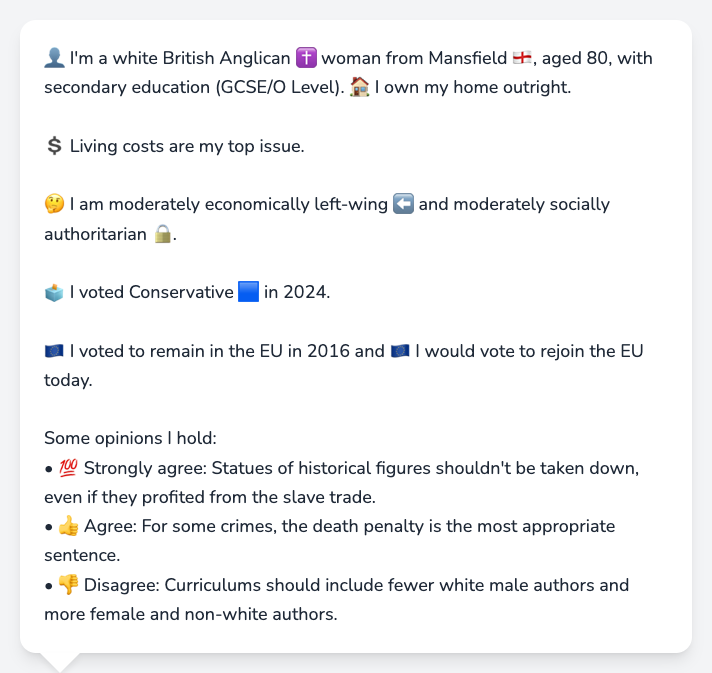 👤 I'm a white British Anglican ✝️ woman from Mansfield 🏴󠁧󠁢󠁥󠁮󠁧󠁿, aged 80, with
secondary education (GCSE/O Level). 🏠 I own my home outright.
💲 Living costs are my top issue.
🤔 I am moderately economically left-wing ⬅️ and moderately socially
authoritarian 🔒.
🗳️ I voted Conservative 🟦 in 2024.
🇪🇺 I voted to remain in the EU in 2016 and 🇪🇺 I would vote to rejoin the EU
today.
Some opinions I hold:
• 💯 Strongly agree: Statues of historical figures shouldn't be taken down,
even if they profited from the slave trade.
• 👍 Agree: For some crimes, the death penalty is the most appropriate
sentence.
• 👎 Disagree: Curriculums should include fewer white male authors and
more female and non-white authors.